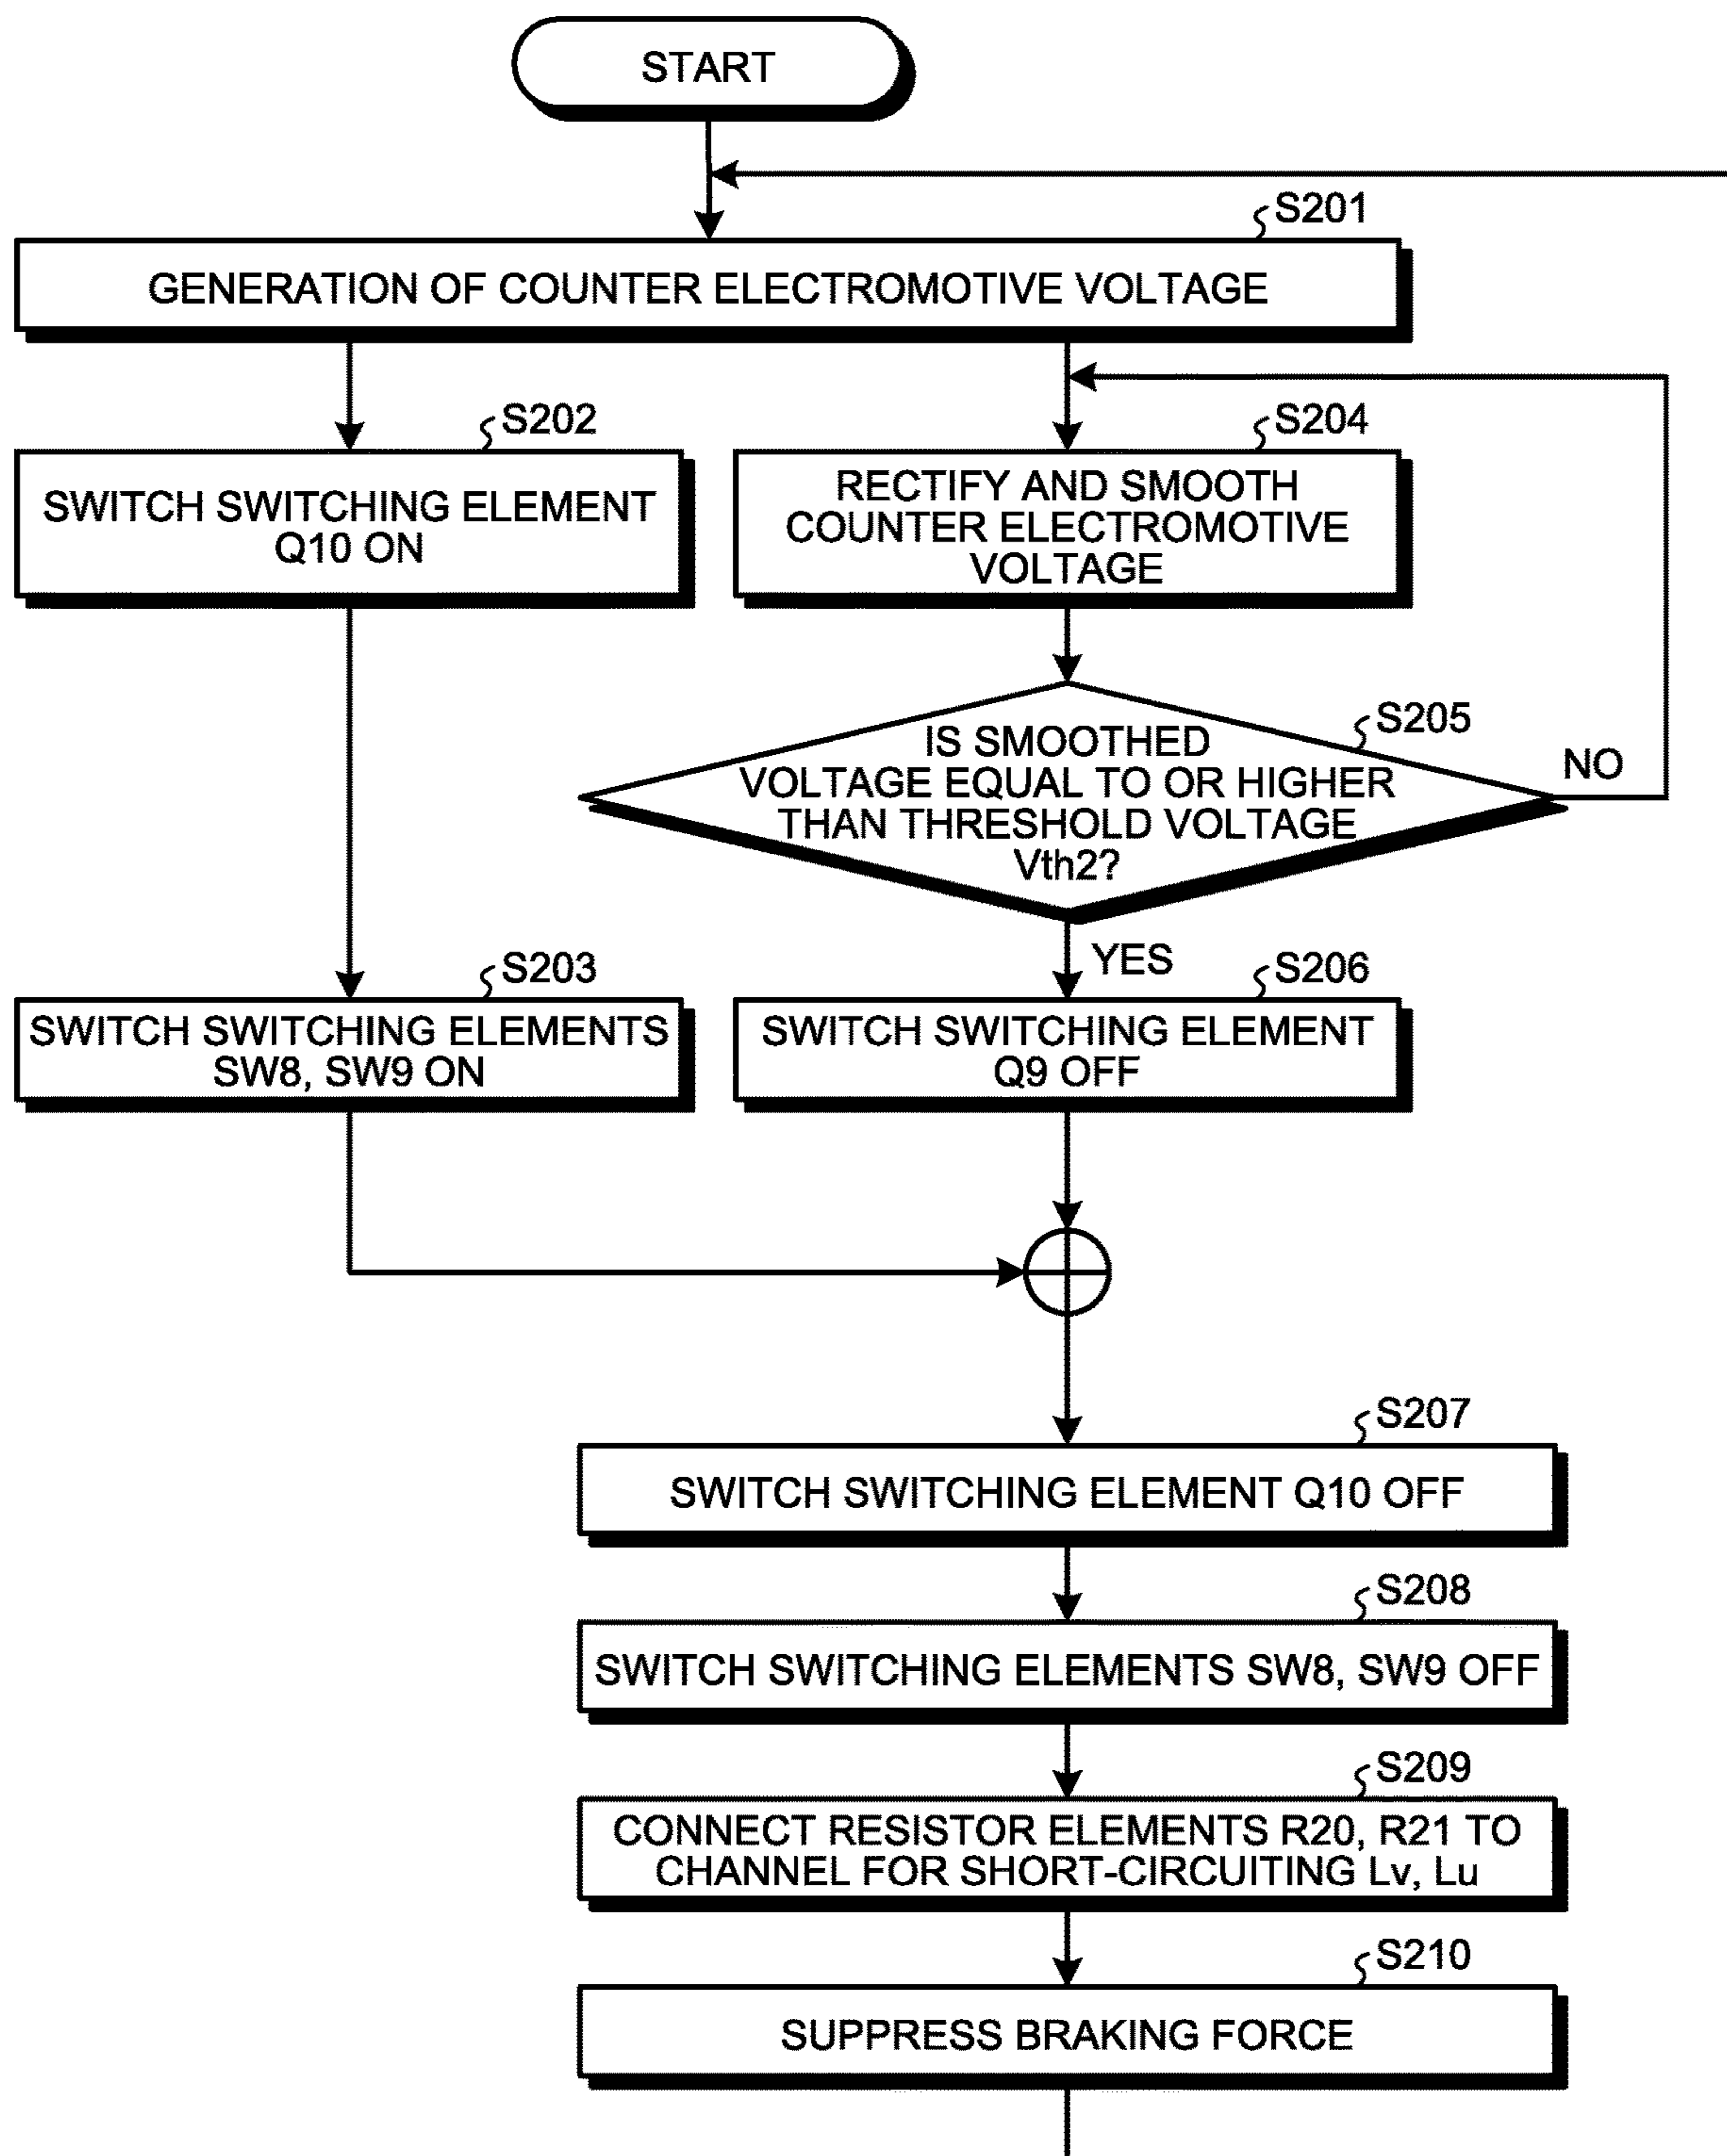 START
S201
GENERATION OF COUNTER ELECTROMOTIVE VOLTAGE
S202
SWITCH SWITCHING ELEMENT
Q10 ON
S204
RECTIFY AND SMOOTH
COUNTER ELECTROMOTIVE
VOLTAGE
S205
IS SMOOTHED
VOLTAGE EQUAL TO OR HIGHER
THAN THRESHOLD VOLTAGE
Vth2?
NO
YES
S203
SWITCH SWITCHING ELEMENTS
SW8, SW9 ON
S206
SWITCH SWITCHING ELEMENT
Q9 OFF
S207
SWITCH SWITCHING ELEMENT Q10 OFF
S208
SWITCH SWITCHING ELEMENTS SW8, SW9 OFF
S209
CONNECT RESISTOR ELEMENTS R20, R21 TO
CHANNEL FOR SHORT-CIRCUITING Lv, Lu
S210
SUPPRESS BRAKING FORCE